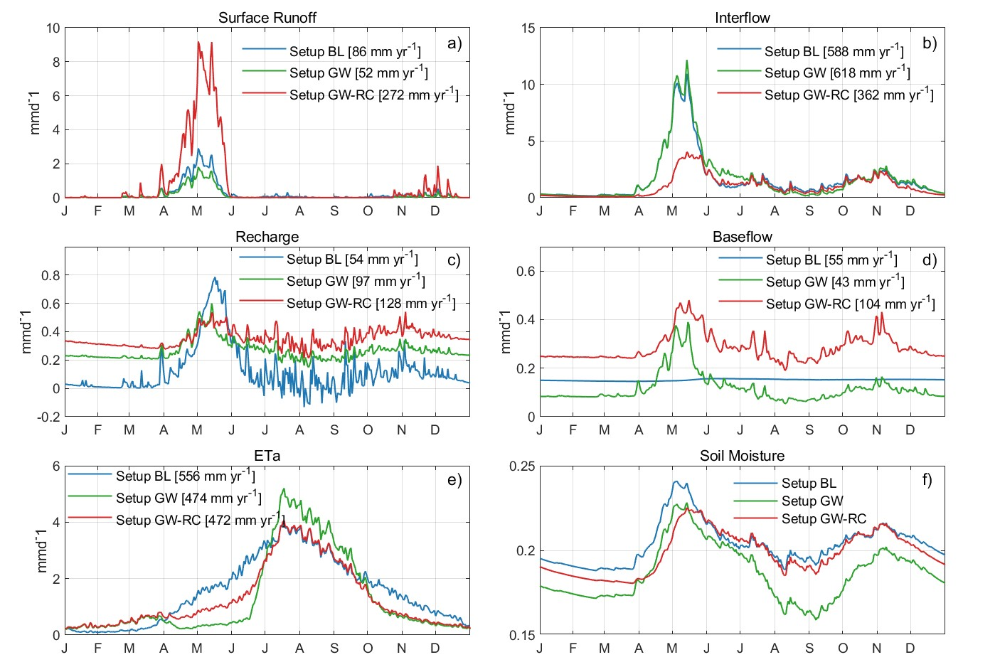 Surface Runoff
a)
Setup BL [86 mm yr-1]
Setup GW [52 mm yr-1]
Setup GW-RC [272 mm yr-1]
mmd-1
10
8
6
4
2
0
J F M A M J J A S O N D
Interflow
b)
Setup BL [588 mm yr-1]
Setup GW [618 mm yr-1]
Setup GW-RC [362 mm yr-1]
mmd-1
15
10
5
0
J F M A M J J A S O N D
Recharge
c)
Setup BL [54 mm yr-1]
Setup GW [97 mm yr-1]
Setup GW-RC [128 mm yr-1]
mmd-1
0.8
0.6
0.4
0.2
0
-0.2
J F M A M J J A S O N D
Baseflow
d)
Setup BL [55 mm yr-1]
Setup GW [43 mm yr-1]
Setup GW-RC [104 mm yr-1]
mmd-1
0.6
0.4
0.2
0
J F M A M J J A S O N D
ETa
e)
Setup BL [556 mm yr-1]
Setup GW [474 mm yr-1]
Setup GW-RC [472 mm yr-1]
mmd-1
6
4
2
0
J F M A M J J A S O N D
Soil Moisture
f)
Setup BL
Setup GW
Setup GW-RC
0.25
0.2
0.15
J F M A M J J A S O N D